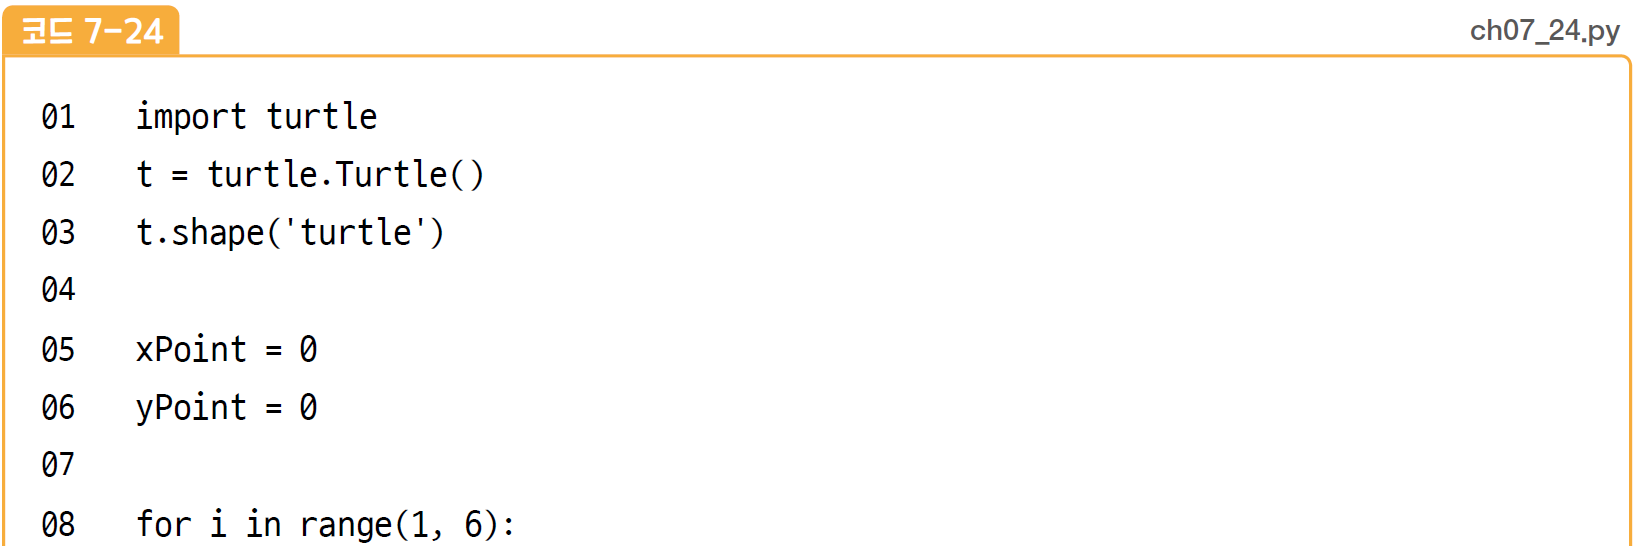 코드 7-24
ch07_24.py
01 import turtle
02 t = turtle.Turtle()
03 t.shape('turtle')
04
05 xPoint = 0
06 yPoint = 0
07
08 for i in range(1, 6):